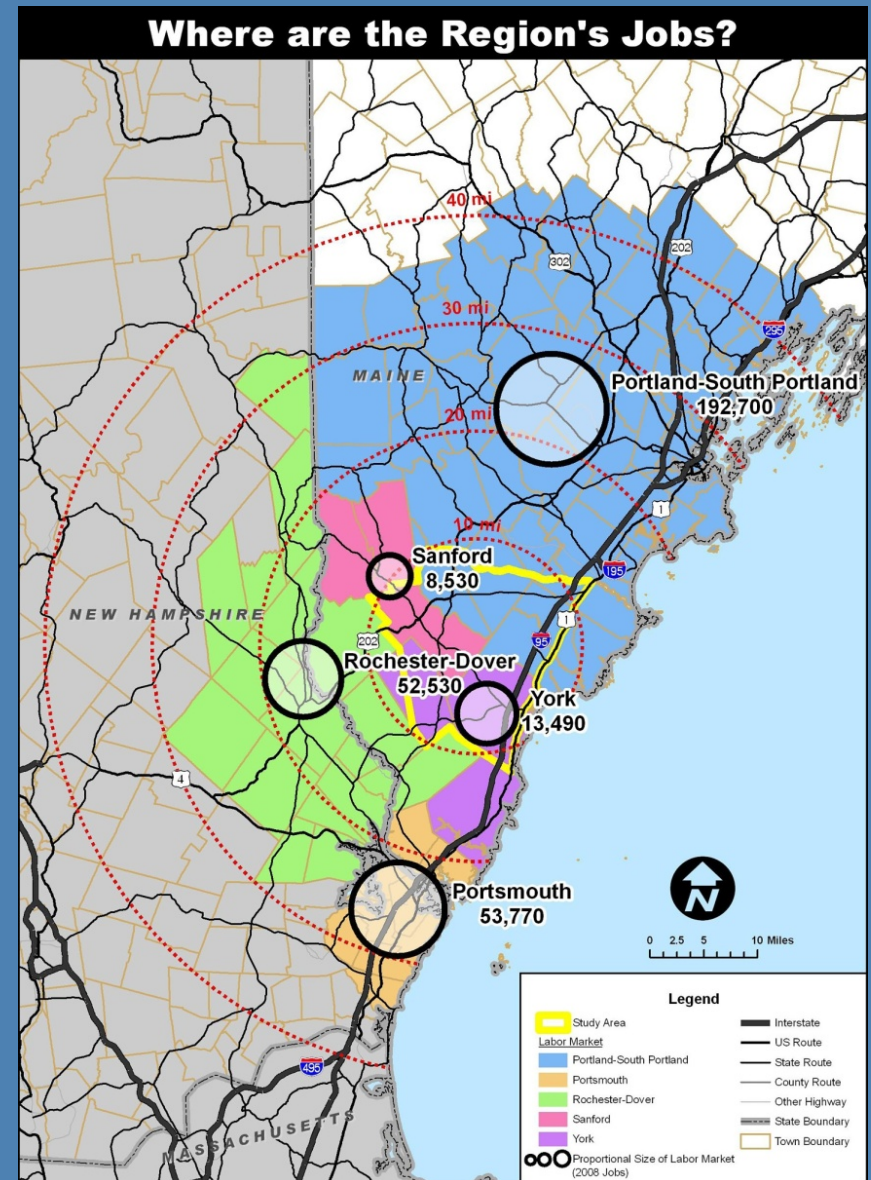 Where are the Region's Jobs?
40 mi
302
202
30 mi
295
MAINE
Portland-South Portland
192,700
20 mi
1
10 mi
Sanford
8,530
195
NEW HAMPSHIRE
1
202
95
Rochester-Dover
52,530
York
13,490
4
Portsmouth
53,770
N
0 2.5 5 10 Miles
495
MASSACHUSETTS
Legend
Study Area
Labor Market
Portland-South Portland
Portsmouth
Rochester-Dover
Sanford
York
Proportional Size of Labor Market
(2008 Jobs)
Interstate
US Route
State Route
County Route
Other Highway
State Boundary
Town Boundary